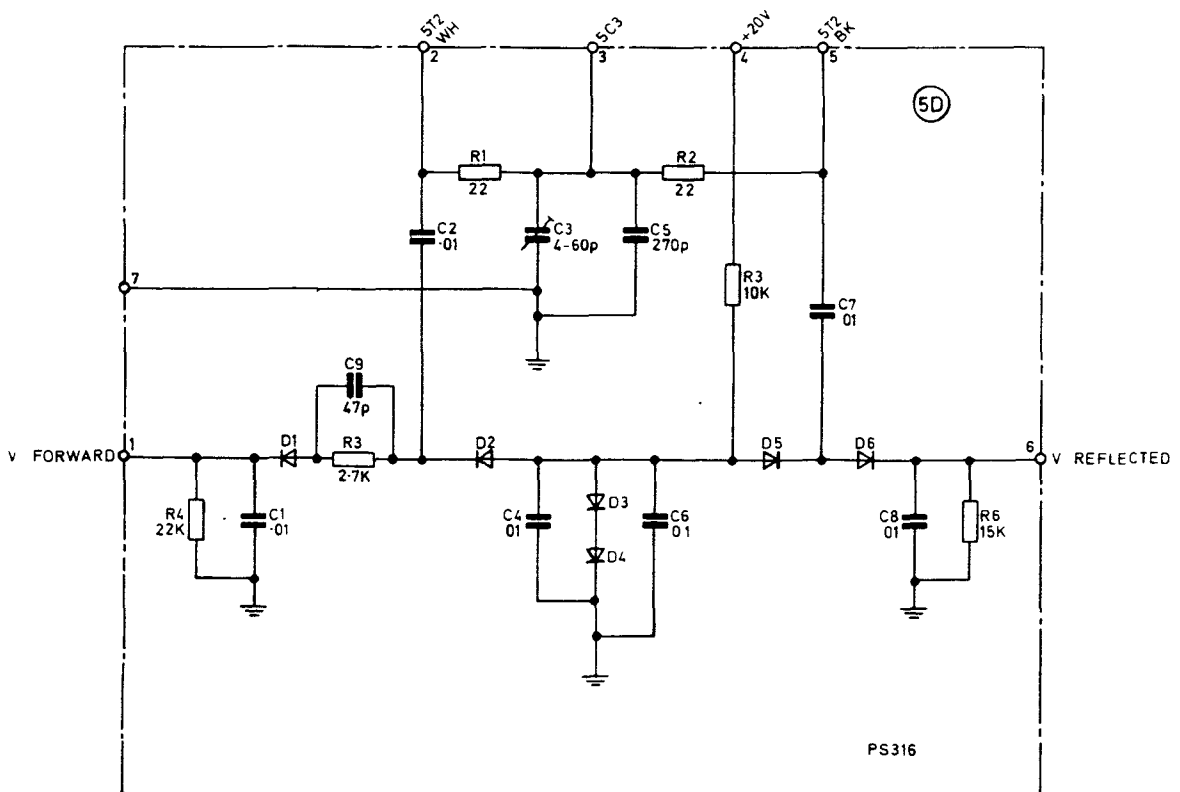 5T2
WH
2
5C3
3
+20V
4
5T2
BK
5
5D
R1
22
R2
22
C2
·01
C3
4-60p
C5
270p
7
R3
10K
C7
01
C9
47p
V FORWARD
1
D1
R3
2·7K
D2
D5
D6
6
V REFLECTED
R4
22K
C1
·01
C4
01
D3
D4
C6
01
C8
01
R6
15K
PS316